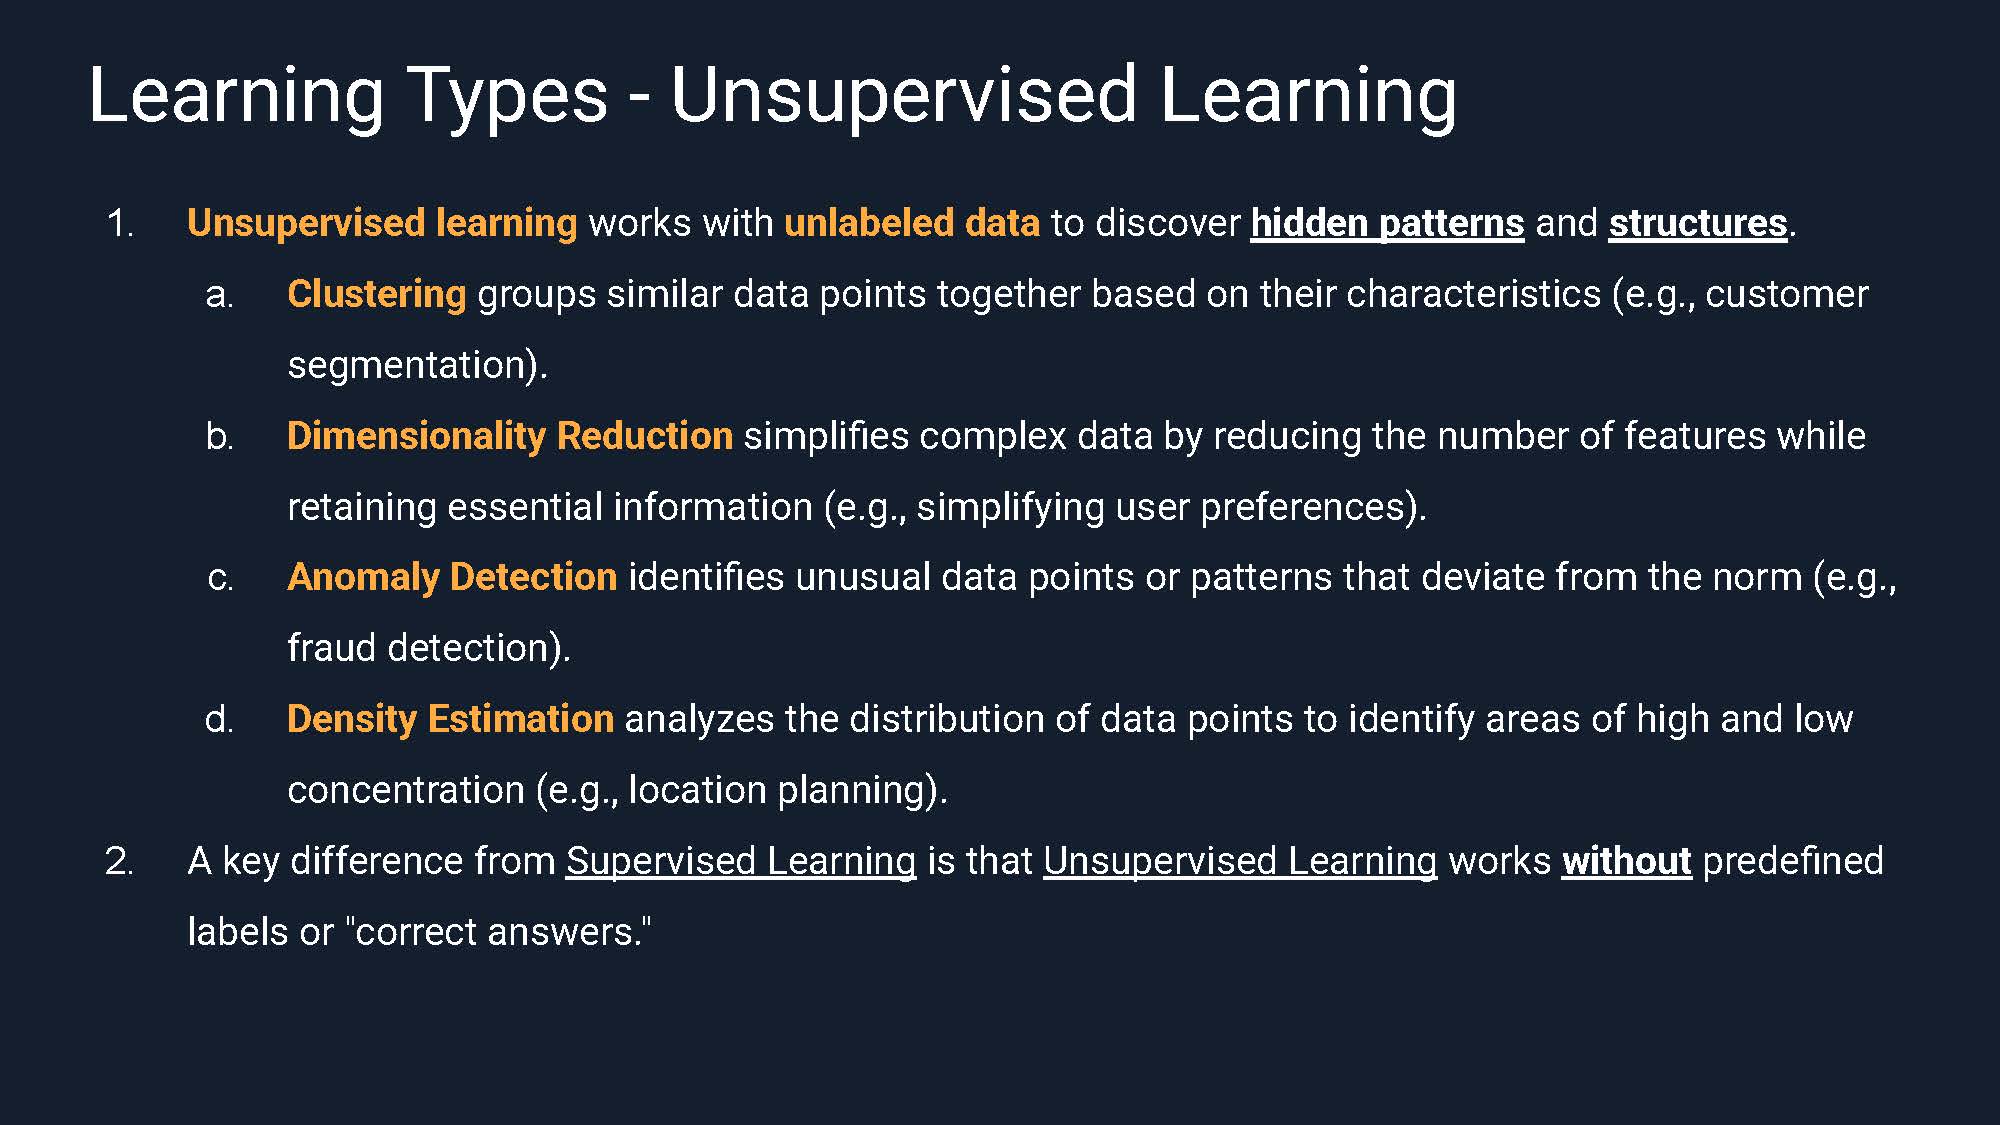 Learning Types - Unsupervised Learning
1. Unsupervised learning works with unlabeled data to discover hidden patterns and structures.
a. Clustering groups similar data points together based on their characteristics (e.g., customer
segmentation).
b. Dimensionality Reduction simplifies complex data by reducing the number of features while
retaining essential information (e.g., simplifying user preferences).
c. Anomaly Detection identifies unusual data points or patterns that deviate from the norm (e.g.,
fraud detection).
d. Density Estimation analyzes the distribution of data points to identify areas of high and low
concentration (e.g., location planning).
2. A key difference from Supervised Learning is that Unsupervised Learning works without predefined
labels or "correct answers."